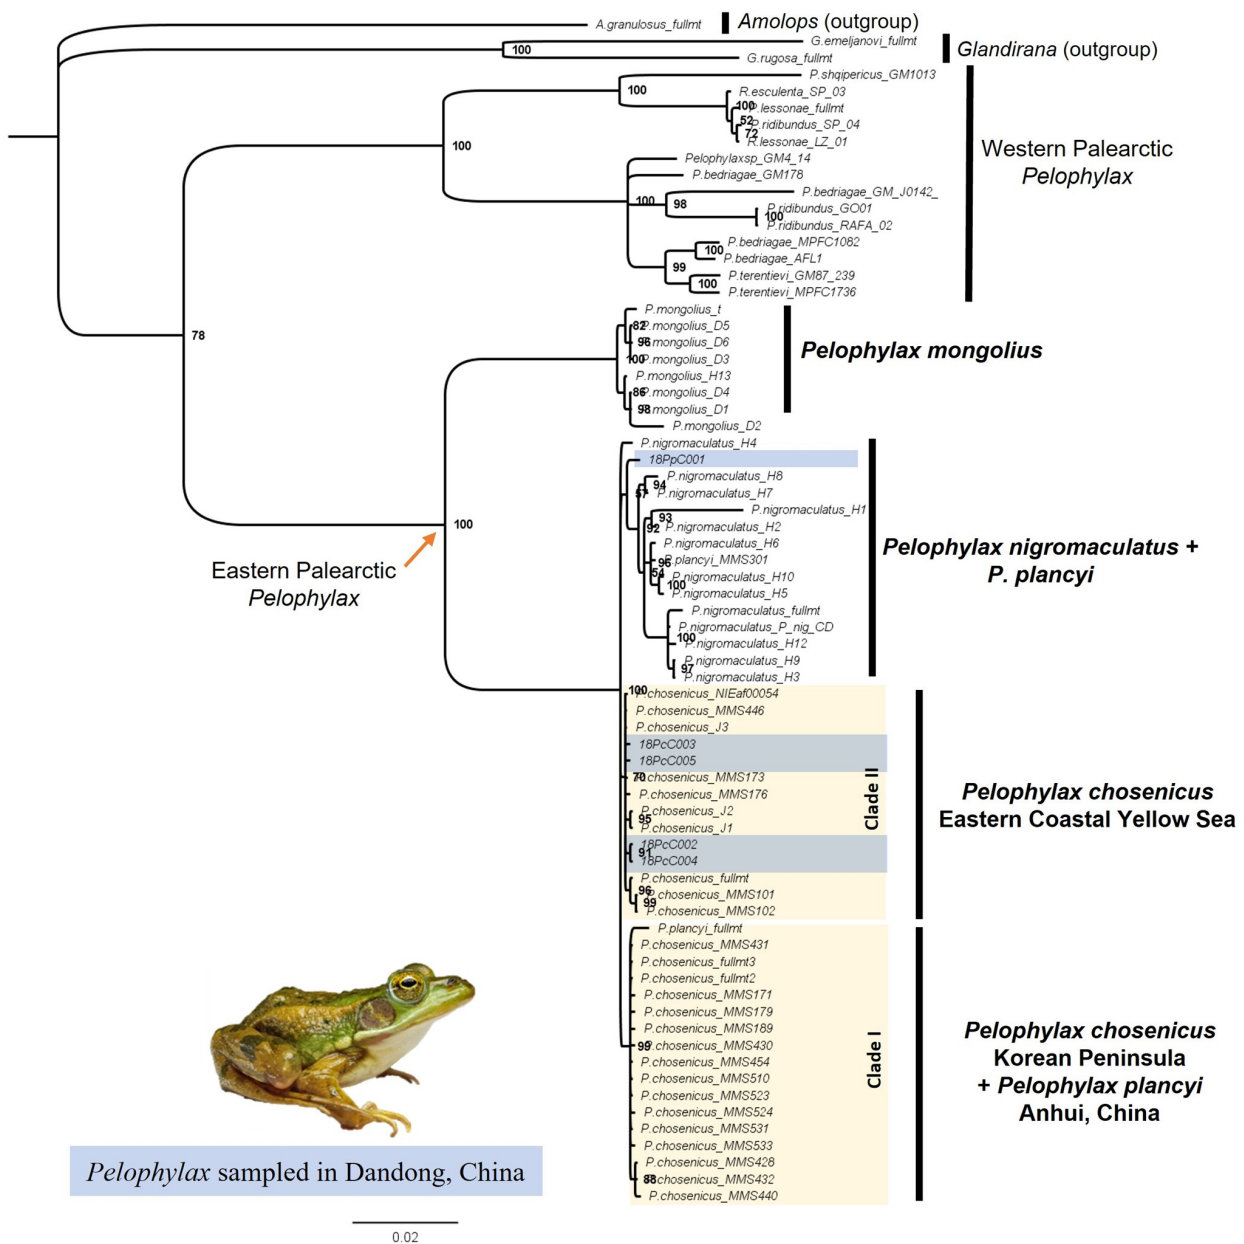 A.granulosus_fullmt
Amolops (outgroup)
G.emeljanovi_fullmt
100
Glandirana (outgroup)
G.rugosa_fullmt
P.shqipericus_GM1013
100
R.esculenta_SP_03
100
P.lessonae_fullmt
52
P.ridibundus_SP_04
72
R.lessonae_LZ_01
100
Western Palearctic
Pelophylax
Pelophylaxsp_GM4_14
P.bedriagae_GM178
P.bedriagae_GM_J0142_
100
98
P.ridibundus_GO01
100
P.ridibundus_RAFA_02
P.bedriagae_MPFC1082
100
P.bedriagae_AFL1
99
P.terentievi_GM87_239
100
P.terentievi_MPFC1736
78
P.mongolius_t
82
P.mongolius_D5
96
P.mongolius_D6
100
P.mongolius_D3
P.mongolius_H13
86
P.mongolius_D4
98
P.mongolius_D1
P.mongolius_D2
Pelophylax mongolius
P.nigromaculatus_H4
18PpC001
P.nigromaculatus_H8
94
57
P.nigromaculatus_H7
P.nigromaculatus_H1
93
92
P.nigromaculatus_H2
P.nigromaculatus_H6
96
P.plancyi_MMS301
54
P.nigromaculatus_H10
100
P.nigromaculatus_H5
P.nigromaculatus_fullmt
P.nigromaculatus_P_nig_CD
100
P.nigromaculatus_H12
P.nigromaculatus_H9
97
P.nigromaculatus_H3
Pelophylax nigromaculatus +
P. plancyi
100
Eastern Palearctic
Pelophylax
100
P.chosenicus_NIEaf00054
P.chosenicus_MMS446
P.chosenicus_J3
18PcC003
18PcC005
70
P.chosenicus_MMS173
P.chosenicus_MMS176
P.chosenicus_J2
95
P.chosenicus_J1
18PcC002
91
18PcC004
P.chosenicus_fullmt
96
P.chosenicus_MMS101
99
P.chosenicus_MMS102
Clade II
Pelophylax chosenicus
Eastern Coastal Yellow Sea
P.plancyi_fullmt
P.chosenicus_MMS431
P.chosenicus_fullmt3
P.chosenicus_fullmt2
P.chosenicus_MMS171
P.chosenicus_MMS179
P.chosenicus_MMS189
99
P.chosenicus_MMS430
P.chosenicus_MMS454
P.chosenicus_MMS510
P.chosenicus_MMS523
P.chosenicus_MMS524
P.chosenicus_MMS531
P.chosenicus_MMS533
P.chosenicus_MMS428
88
P.chosenicus_MMS432
P.chosenicus_MMS440
Clade I
Pelophylax chosenicus
Korean Peninsula
+ Pelophylax plancyi
Anhui, China
Pelophylax sampled in Dandong, China
0.02